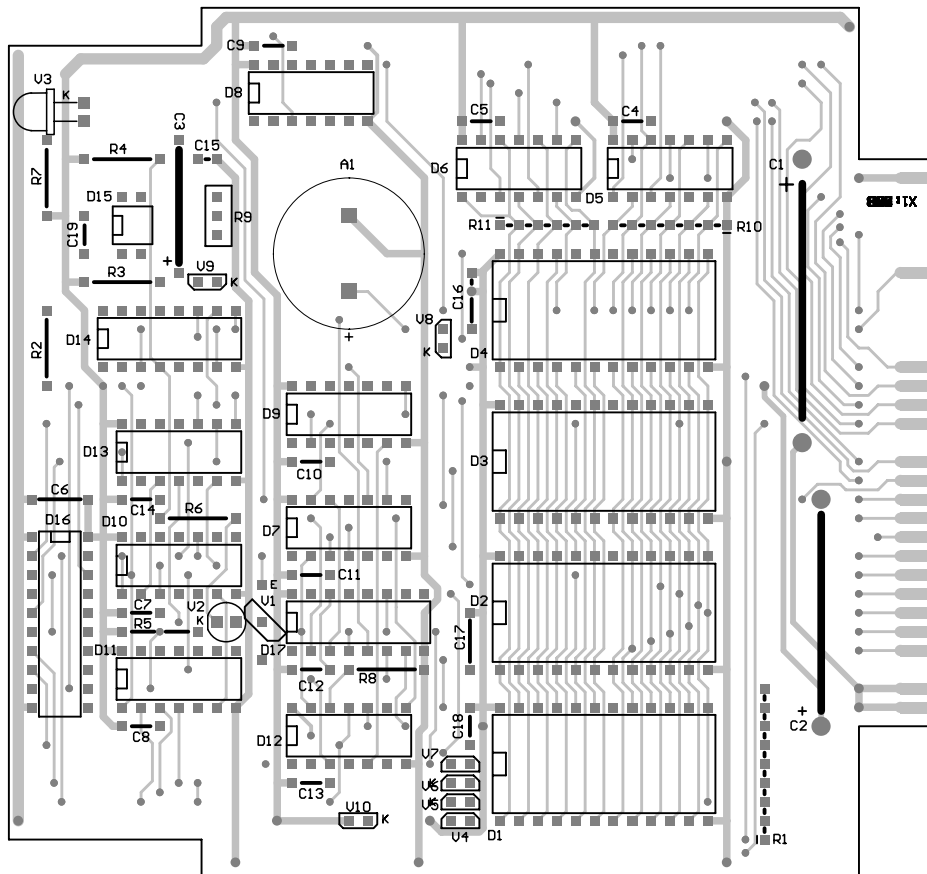 C9
V3
K
D8
C5
C4
C3
R4
C15
A1
D6
C1
+
R7
D15
D5
R9
C19
R11
R10
+
V9
R3
K
C16
V8
+
R2
D14
K
D4
D9
D13
C10
D3
C6
C14
R6
D16
D10
D7
C11
E
V2
V1
C7
K
D2
R5
D17
C17
D11
C12
R8
+
C18
C2
C8
D12
V7
C13
V6
V10
K
V5
V4
D1
R1